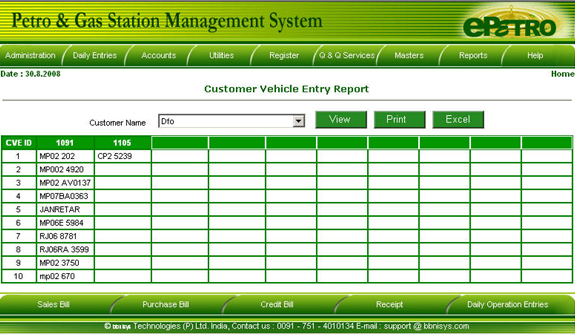 Petro & Gas Station Management System
ePetro
Administration Daily Entries Accounts Utilities Register Q & Q Services Masters Reports Help
Date : 30.8.2008 Home
Customer Vehicle Entry Report
Customer Name Dfo View Print Excel
CVE ID 1091 1105
1 MP02 202 CP2 5239
2 MP002 4920
3 MP02 AV0137
4 MP07BA0363
5 JANRETAR
6 MP06E 5984
7 RJ06 8781
8 RJ06RA 3599
9 MP02 3750
10 mp02 670
Sales Bill Purchase Bill Credit Bill Receipt Daily Operation Entries
© bbnisys Technologies (P) Ltd. India, Contact us : 0091 - 751 - 4010134 E-mail : support @ bbnisys.com